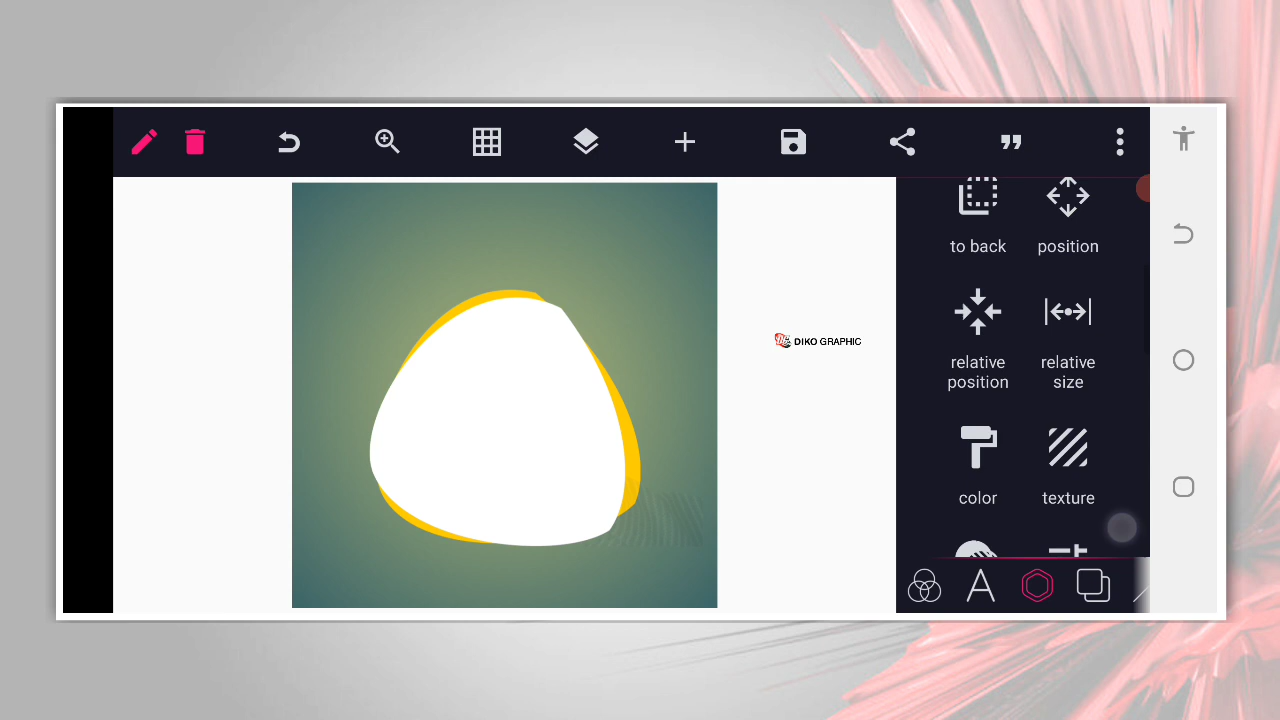 to back
position
DIKO GRAPHIC
relative
position
relative
size
color
texture